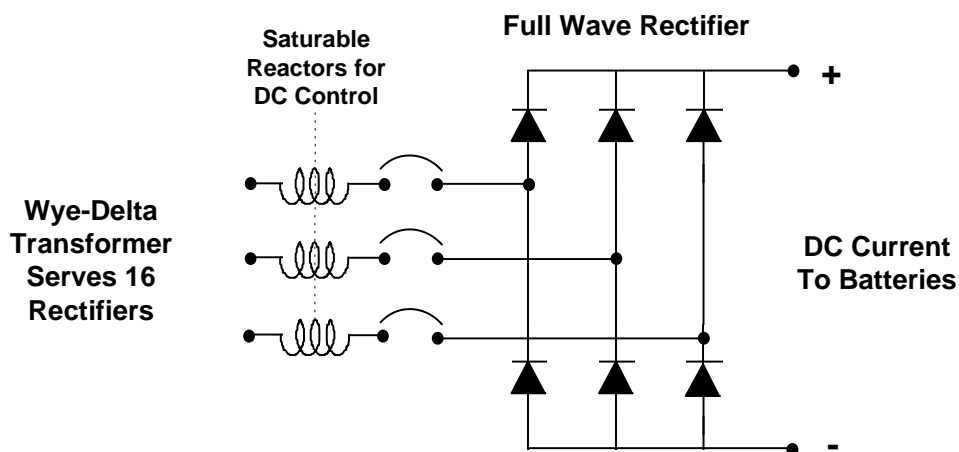 Full Wave Rectifier
Saturable
Reactors for
DC Control
+
Wye-Delta
Transformer
Serves 16
Rectifiers
DC Current
To Batteries
-